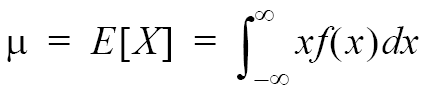 μ = E[X] = ∫_{-∞}^{∞} xf(x)dx